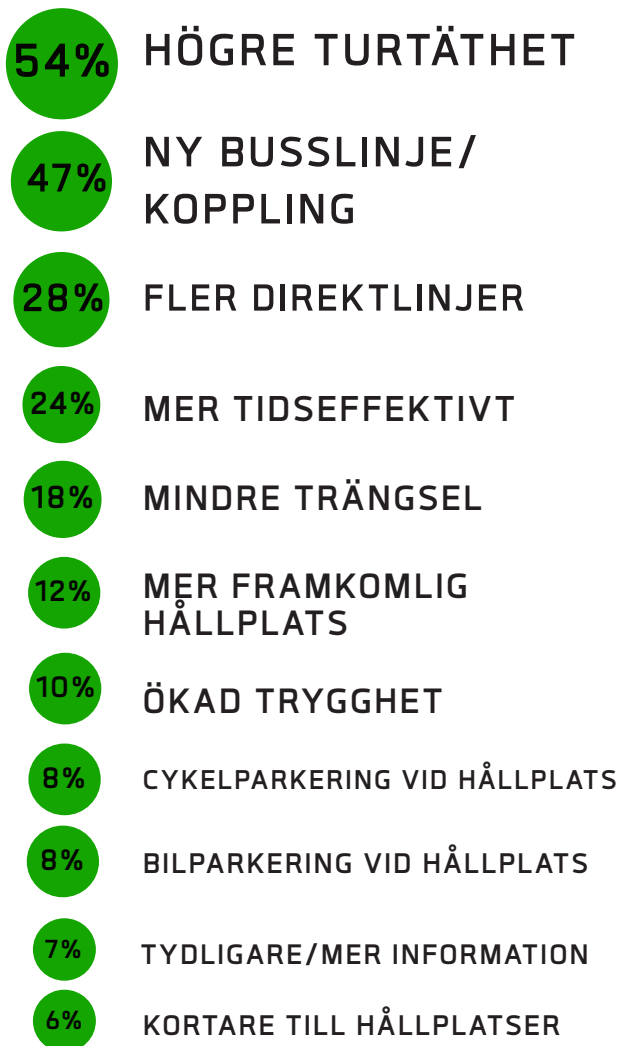 54% HÖGRE TURTÄTHET
47% NY BUSSLINJE/
KOPPLING
28% FLER DIREKTLINJER
24% MER TIDSEFFEKTIVT
18% MINDRE TRÄNGSEL
12% MER FRAMKOMLIG
HÅLLPLATS
10% ÖKAD TRYGGHET
8% CYKELPARKERING VID HÅLLPLATS
8% BILPARKERING VID HÅLLPLATS
7% TYDLIGARE/MER INFORMATION
6% KORTARE TILL HÅLLPLATSER